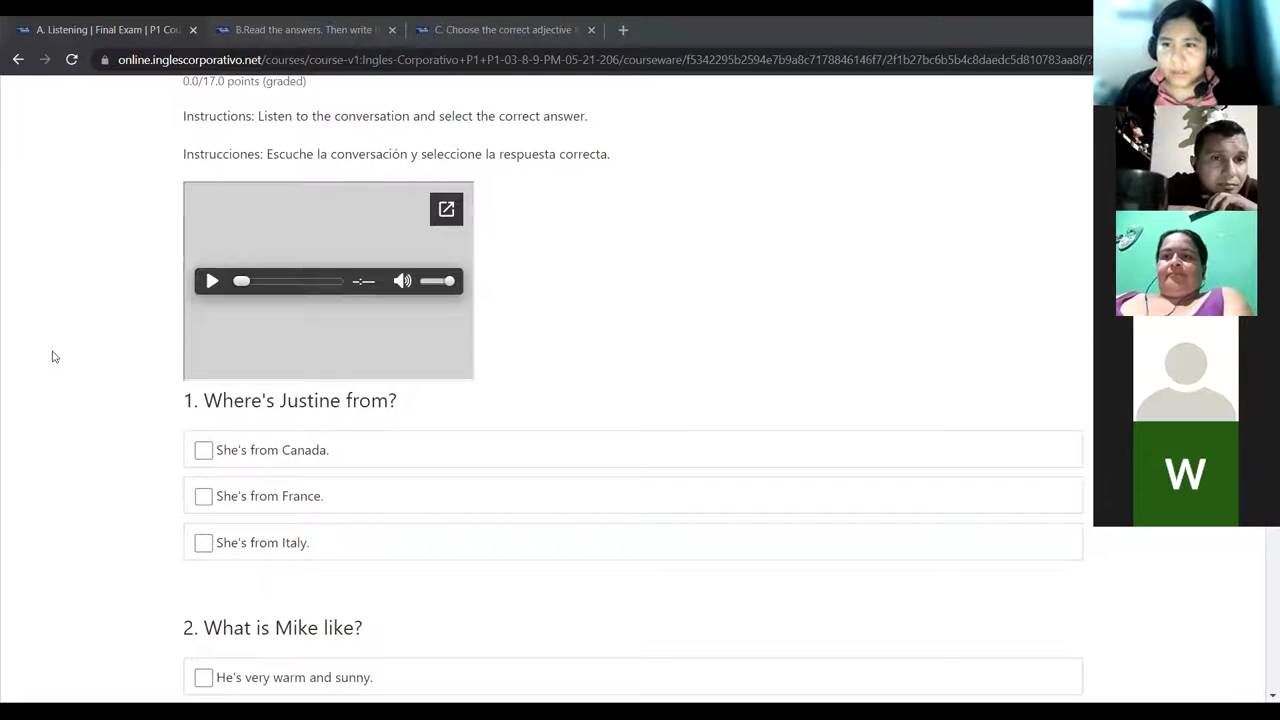 A. Listening | Final Exam | P1 Cou
B.Read the answers. Then write
C. Choose the correct adjective
online.inglescorporativo.net/courses/course-v1:Ingles-Corporativo+P1+P1-03-8-9-PM-05-21-206/courseware/f5342295b2594e7b9a8c7178846146f7/2f1b27bc6b5b4c8daedc5d810783aa8f/?
0.0/17.0 points (graded)
Instructions: Listen to the conversation and select the correct answer.
Instrucciones: Escuche la conversación y seleccione la respuesta correcta.
-:--
1. Where's Justine from?
She's from Canada.
She's from France.
She's from Italy.
2. What is Mike like?
He's very warm and sunny.
W